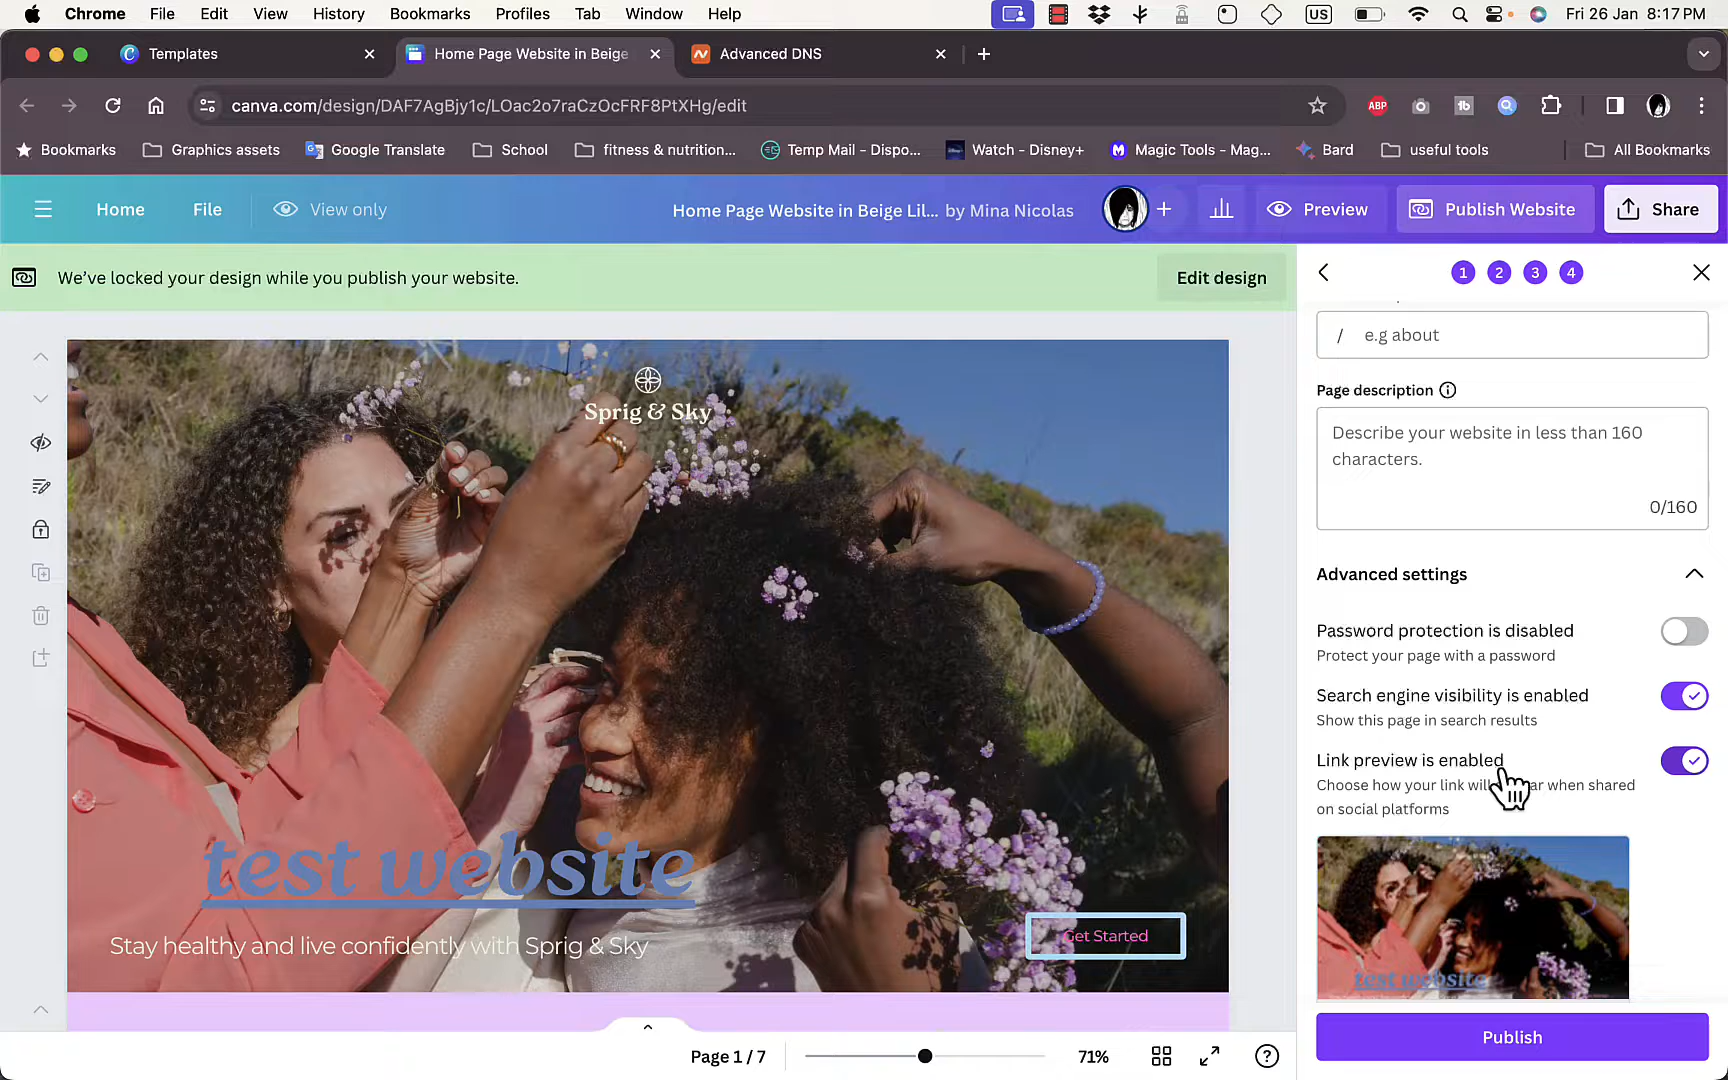 Chrome File Edit View History Bookmarks Profiles Tab Window Help US Fri 26 Jan 8:17 PM
Templates Home Page Website in Beige Advanced DNS
canva.com/design/DAF7AgBjy1c/LOac2o7raCzOcFRF8PtXHg/edit ABP tb
Bookmarks Graphics assets Google Translate School fitness & nutrition... Temp Mail - Dispo... Watch - Disney+ Magic Tools - Mag... Bard useful tools All Bookmarks
Home File View only Home Page Website in Beige Lil... by Mina Nicolas Preview Publish Website Share
We've locked your design while you publish your website. Edit design
1 2 3 4
/ e.g about
Page description
Describe your website in less than 160
characters.
0/160
Advanced settings
Password protection is disabled
Protect your page with a password
Search engine visibility is enabled
Show this page in search results
Link preview is enabled
Choose how your link will when shared
on social platforms
test website
Publish
Sprig & Sky
test website
Stay healthy and live confidently with Sprig & Sky
Get Started
Page 1 / 7 71%